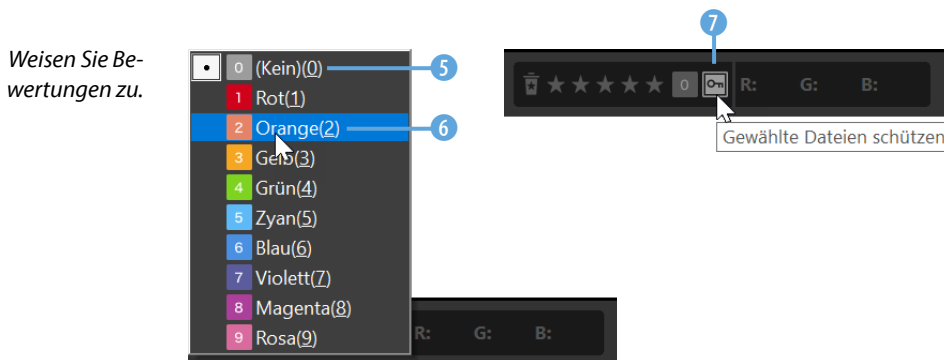 Weisen Sie Be-
wertungen zu.
0 (Kein)(0)
5
1 Rot(1)
2 Orange(2)
6
3 Gelb(3)
4 Grün(4)
5 Zyan(5)
6 Blau(6)
7 Violett(7)
8 Magenta(8)
9 Rosa(9)
R: G: B:
7
0 R: G: B:
Gewählte Dateien schützen